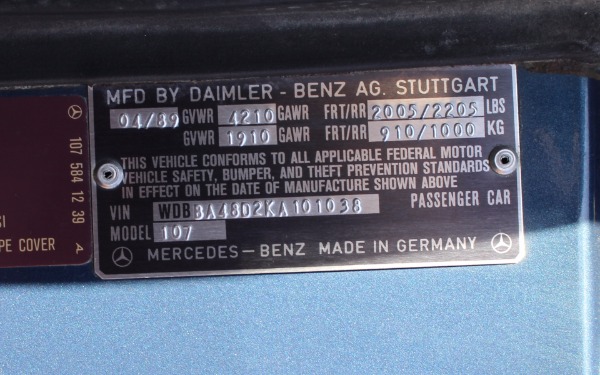 MFD BY DAIMLER - BENZ AG. STUTTGART
04/89 GVWR 4210 GAWR FRT/RR 2005/2205 LBS
GVWR 1910 GAWR FRT/RR 910/1000 KG
THIS VEHICLE CONFORMS TO ALL APPLICABLE FEDERAL MOTOR
VEHICLE SAFETY, BUMPER, AND THEFT PREVENTION STANDARDS
IN EFFECT ON THE DATE OF MANUFACTURE SHOWN ABOVE
VIN WDBBA48D2KA101038 PASSENGER CAR
MODEL 107
MERCEDES-BENZ MADE IN GERMANY
107 584 12 39 A
SI
PE COVER